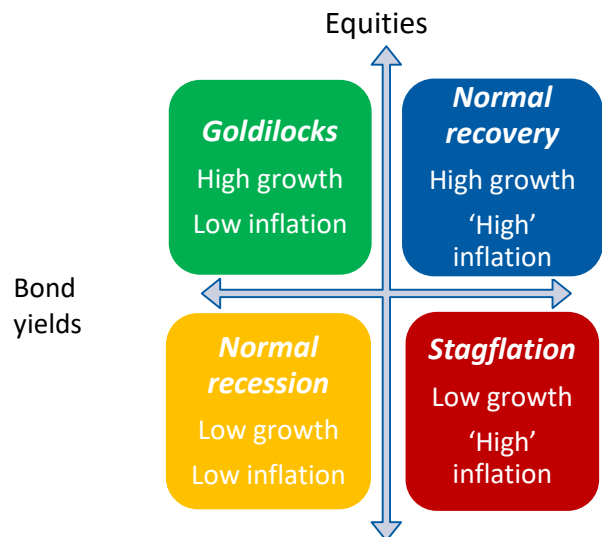 Equities
Goldilocks
High growth
Low inflation
Normal
recovery
High growth
‘High’
inflation
Bond
yields
Normal
recession
Low growth
Low inflation
Stagflation
Low growth
‘High’
inflation